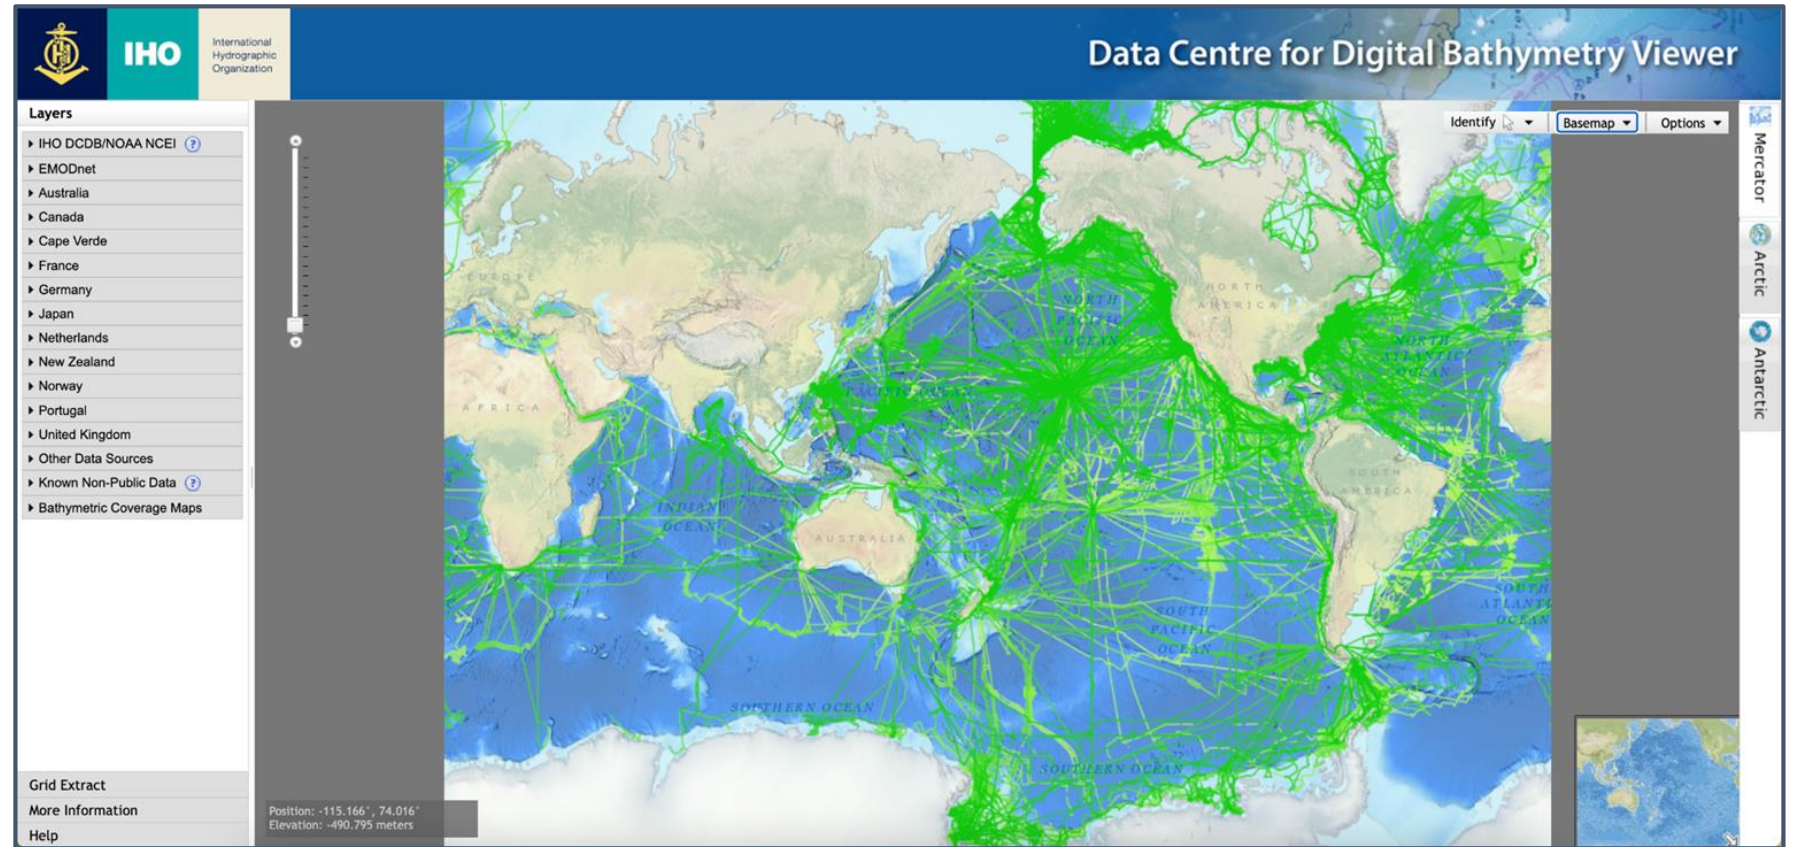 IHO
International
Hydrographic
Organization
Data Centre for Digital Bathymetry Viewer
Layers
IHO DCDB/NOAA NCEI ?
EMODnet
Australia
Canada
Cape Verde
France
Germany
Japan
Netherlands
New Zealand
Norway
Portugal
United Kingdom
Other Data Sources
Known Non-Public Data ?
Bathymetric Coverage Maps
Grid Extract
More Information
Help
Identify
Basemap
Options
Mercator
Arctic
Antarctic
EUROPE
NORTH
AMERICA
NORTH
PACIFIC
OCEAN
NORTH
ATLANTIC
OCEAN
PACIFIC OCEAN
AFRICA
SOUTH
AMERICA
INDIAN
OCEAN
AUSTRALIA
SOUTH
PACIFIC
OCEAN
SOUTH
ATLANT
OCEAN
SOUTHERN OCEAN
SOUTHERN OCEAN
Position: -115.166°, 74.016°
Elevation: -490.795 meters